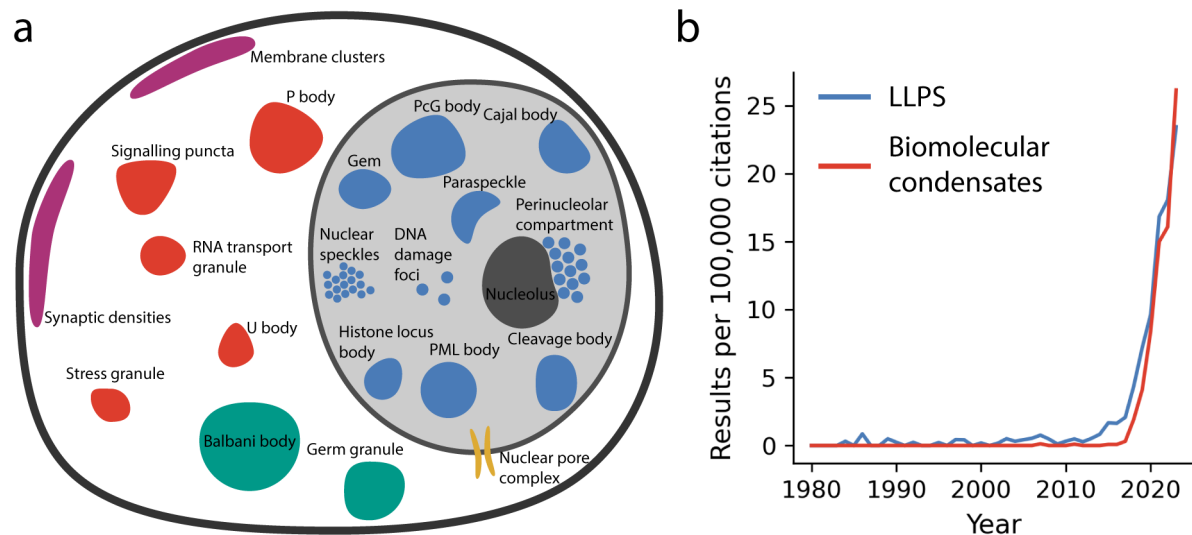 a
Membrane clusters
P body
Signalling puncta
RNA transport
granule
Synaptic densities
U body
Stress granule
Balbani body
Germ granule
PcG body
Cajal body
Gem
Paraspeckle
Perinucleolar
compartment
Nuclear
speckles
DNA
damage
foci
Nucleolus
Histone locus
body
PML body
Cleavage body
Nuclear pore
complex
b
Results per 100,000 citations
25
20
15
10
5
0
LLPS
Biomolecular
condensates
1980
1990
2000
2010
2020
Year